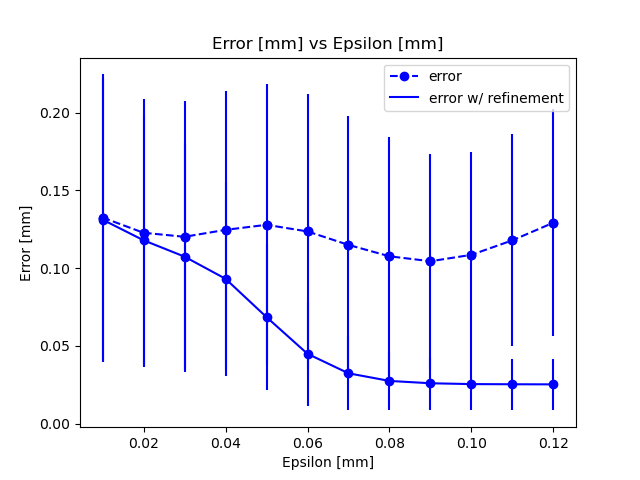 Error [mm] vs Epsilon [mm]
error
error w/ refinement
0.20
0.15
0.10
0.05
0.00
Error [mm]
0.02 0.04 0.06 0.08 0.10 0.12
Epsilon [mm]